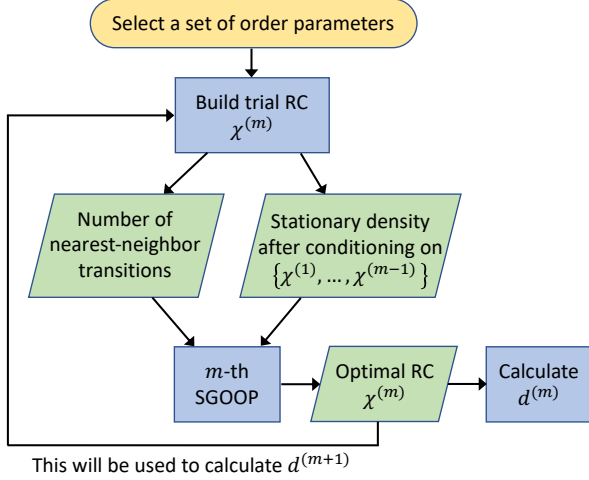 Select a set of order parameters
Build trial RC
χ^(m)
Number of
nearest-neighbor
transitions
Stationary density
after conditioning on
{χ^(1), …, χ^(m−1)}
m-th
SGOOP
Optimal RC
χ^(m)
Calculate
d^(m)
This will be used to calculate d^(m+1)